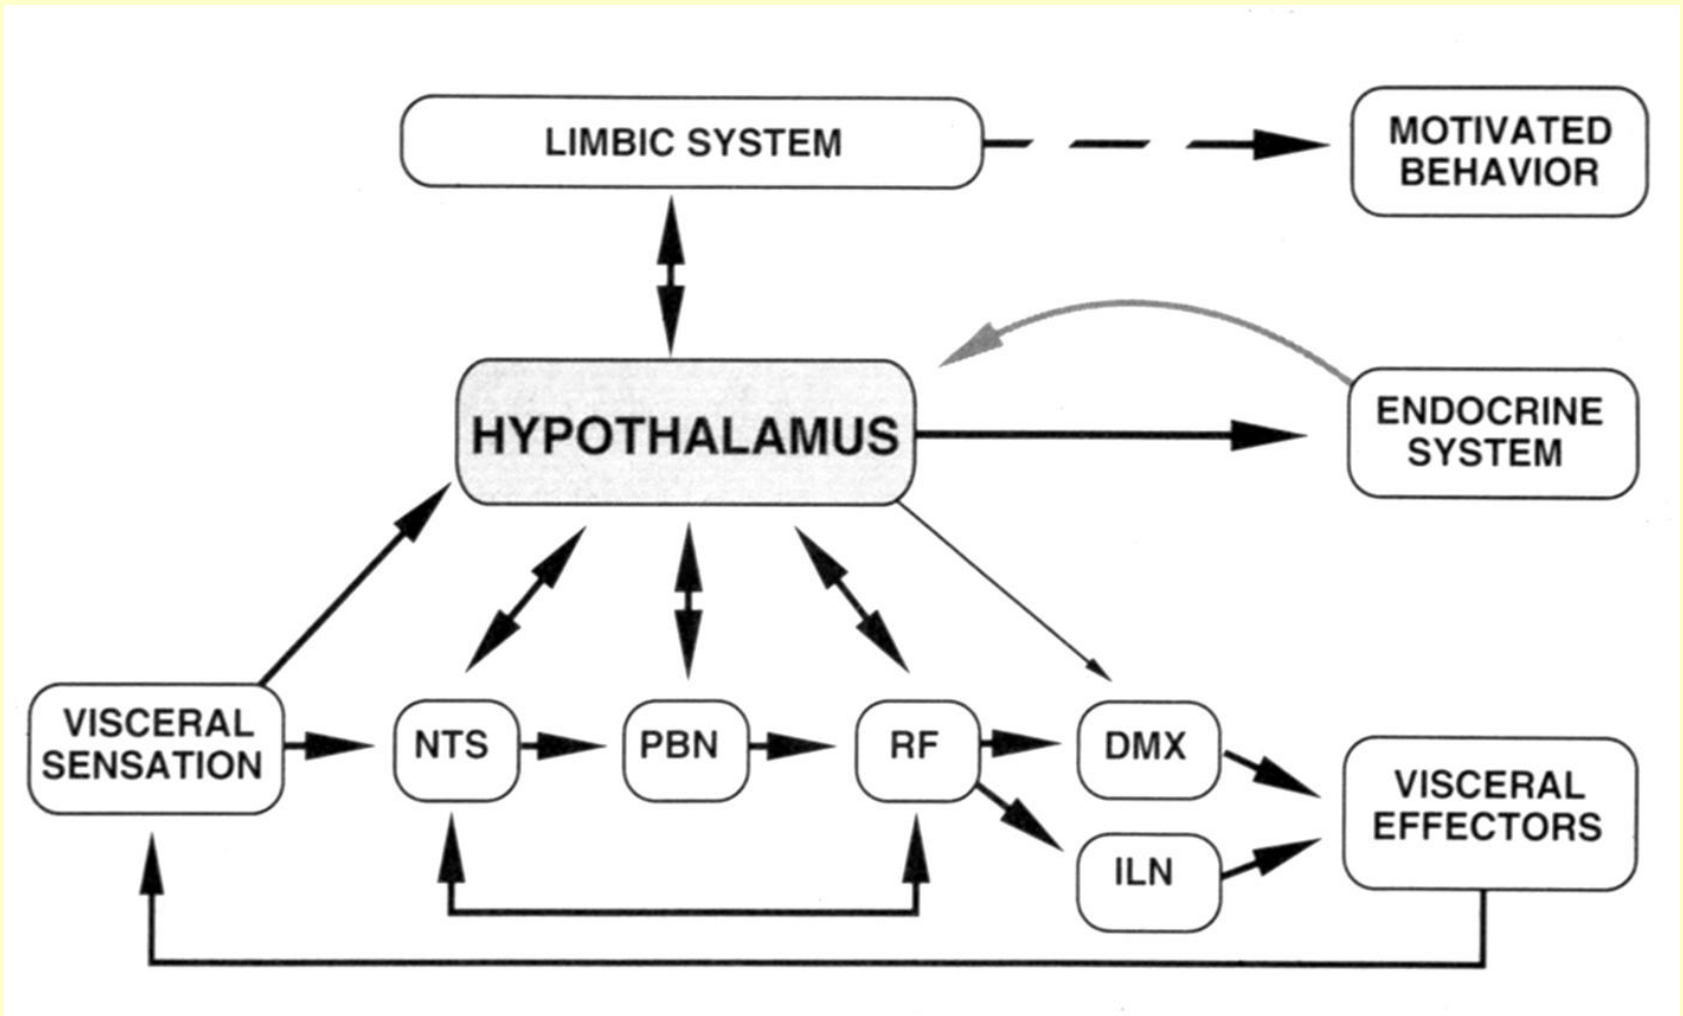 LIMBIC SYSTEM
MOTIVATED
BEHAVIOR
HYPOTHALAMUS
ENDOCRINE
SYSTEM
VISCERAL
SENSATION
NTS
PBN
RF
DMX
ILN
VISCERAL
EFFECTORS